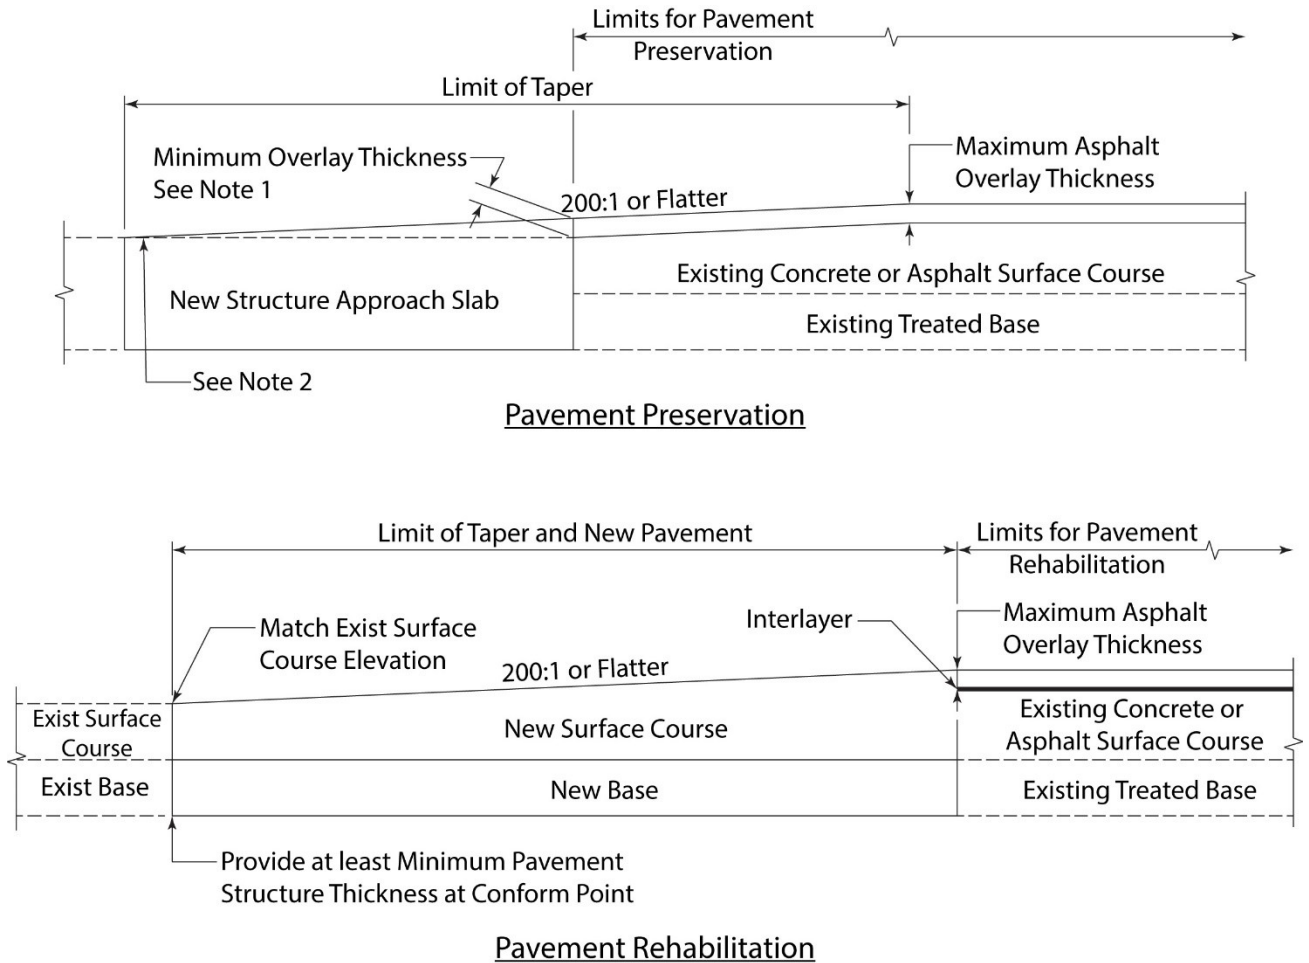 Limits for Pavement
Preservation
Limit of Taper
Minimum Overlay Thickness
See Note 1
200:1 or Flatter
Maximum Asphalt
Overlay Thickness
New Structure Approach Slab
Existing Concrete or Asphalt Surface Course
Existing Treated Base
See Note 2
Pavement Preservation
Limit of Taper and New Pavement
Limits for Pavement
Rehabilitation
Match Exist Surface
Course Elevation
200:1 or Flatter
Interlayer
Maximum Asphalt
Overlay Thickness
Exist Surface
Course
New Surface Course
Existing Concrete or
Asphalt Surface Course
Exist Base
New Base
Existing Treated Base
Provide at least Minimum Pavement
Structure Thickness at Conform Point
Pavement Rehabilitation